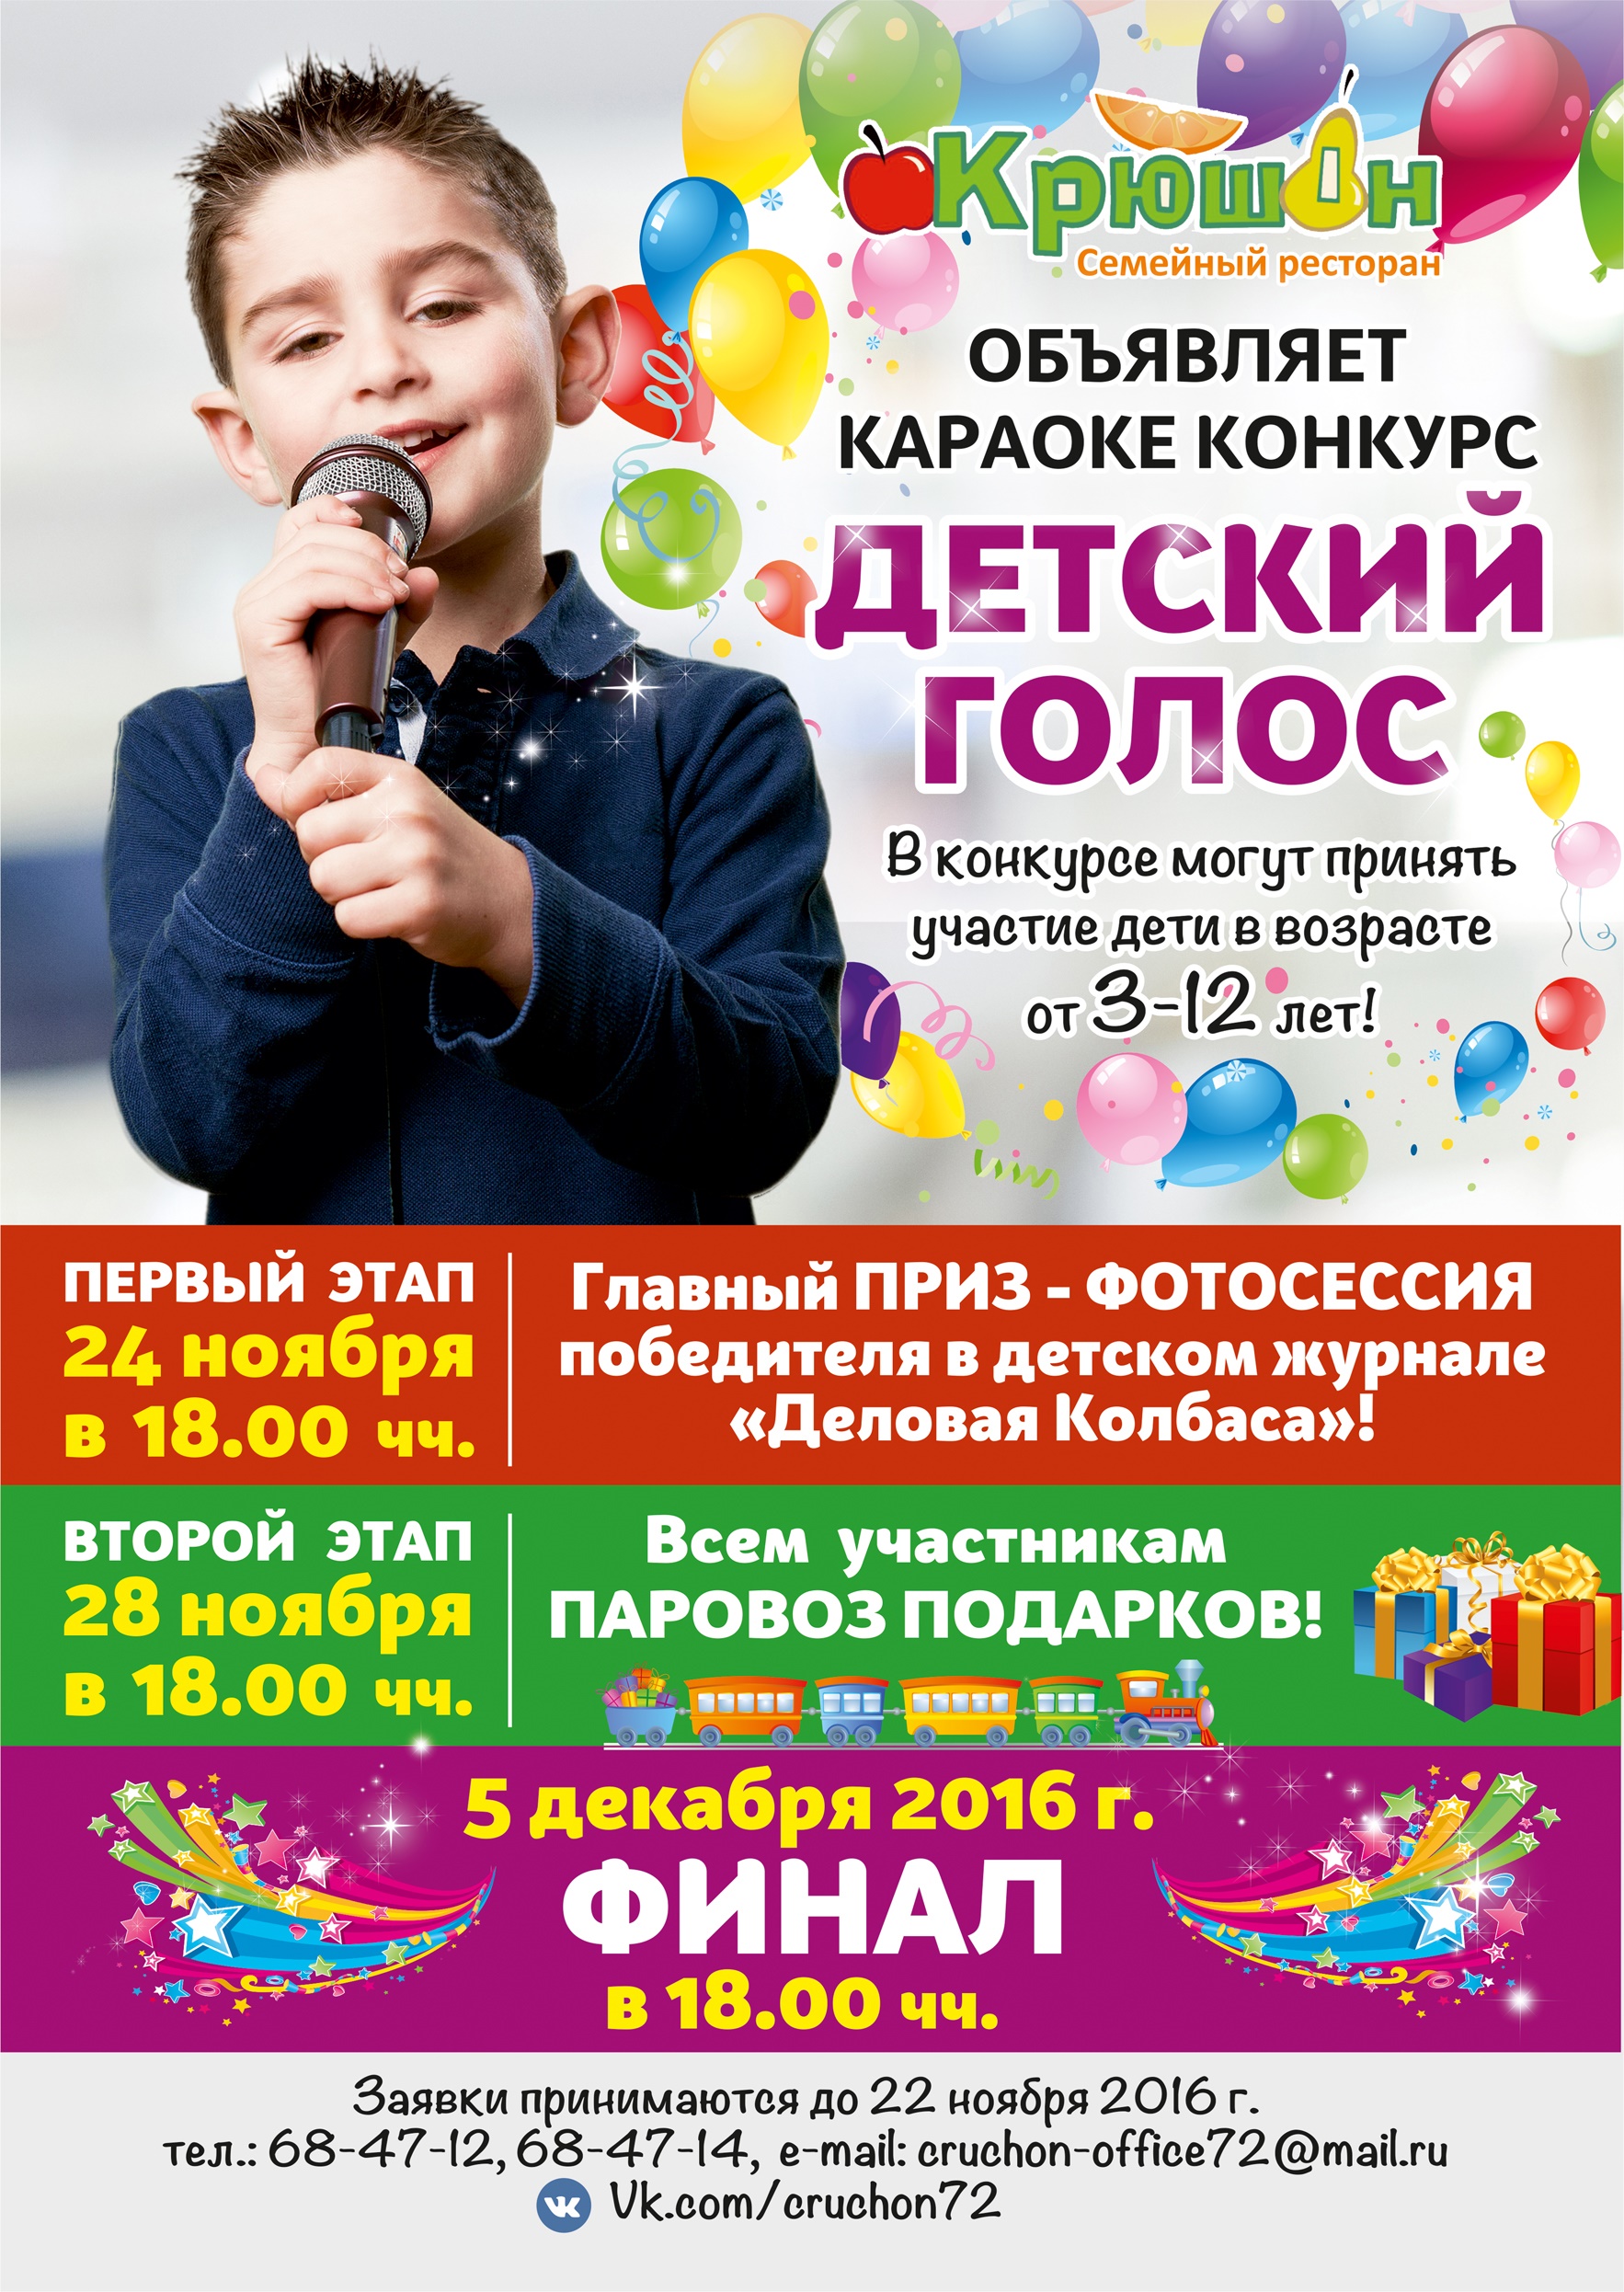 Крюшон
Семейный ресторан
ОБЪЯВЛЯЕТ
КАРАОКЕ КОНКУРС
ДЕТСКИЙ
ГОЛОС
В конкурсе могут принять
участие дети в возрасте
от 3-12 лет!
ПЕРВЫЙ ЭТАП
24 ноября
в 18.00 чч.
Главный ПРИЗ - ФОТОСЕССИЯ
победителя в детском журнале
«Деловая Колбаса»!
ВТОРОЙ ЭТАП
28 ноября
в 18.00 чч.
Всем участникам
ПАРОВОЗ ПОДАРКОВ!
5 декабря 2016 г.
ФИНАЛ
в 18.00 чч.
Заявки принимаются до 22 ноября 2016 г.
тел.: 68-47-12, 68-47-14, e-mail: cruchon-office72@mail.ru
Vk.com/cruchon72